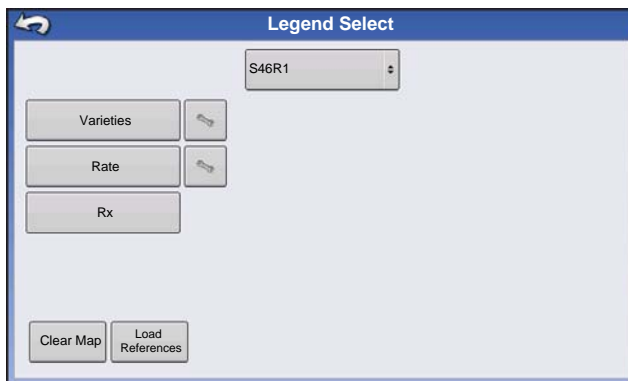 Legend Select
S46R1
Varieties
Rate
Rx
Clear Map
Load
References